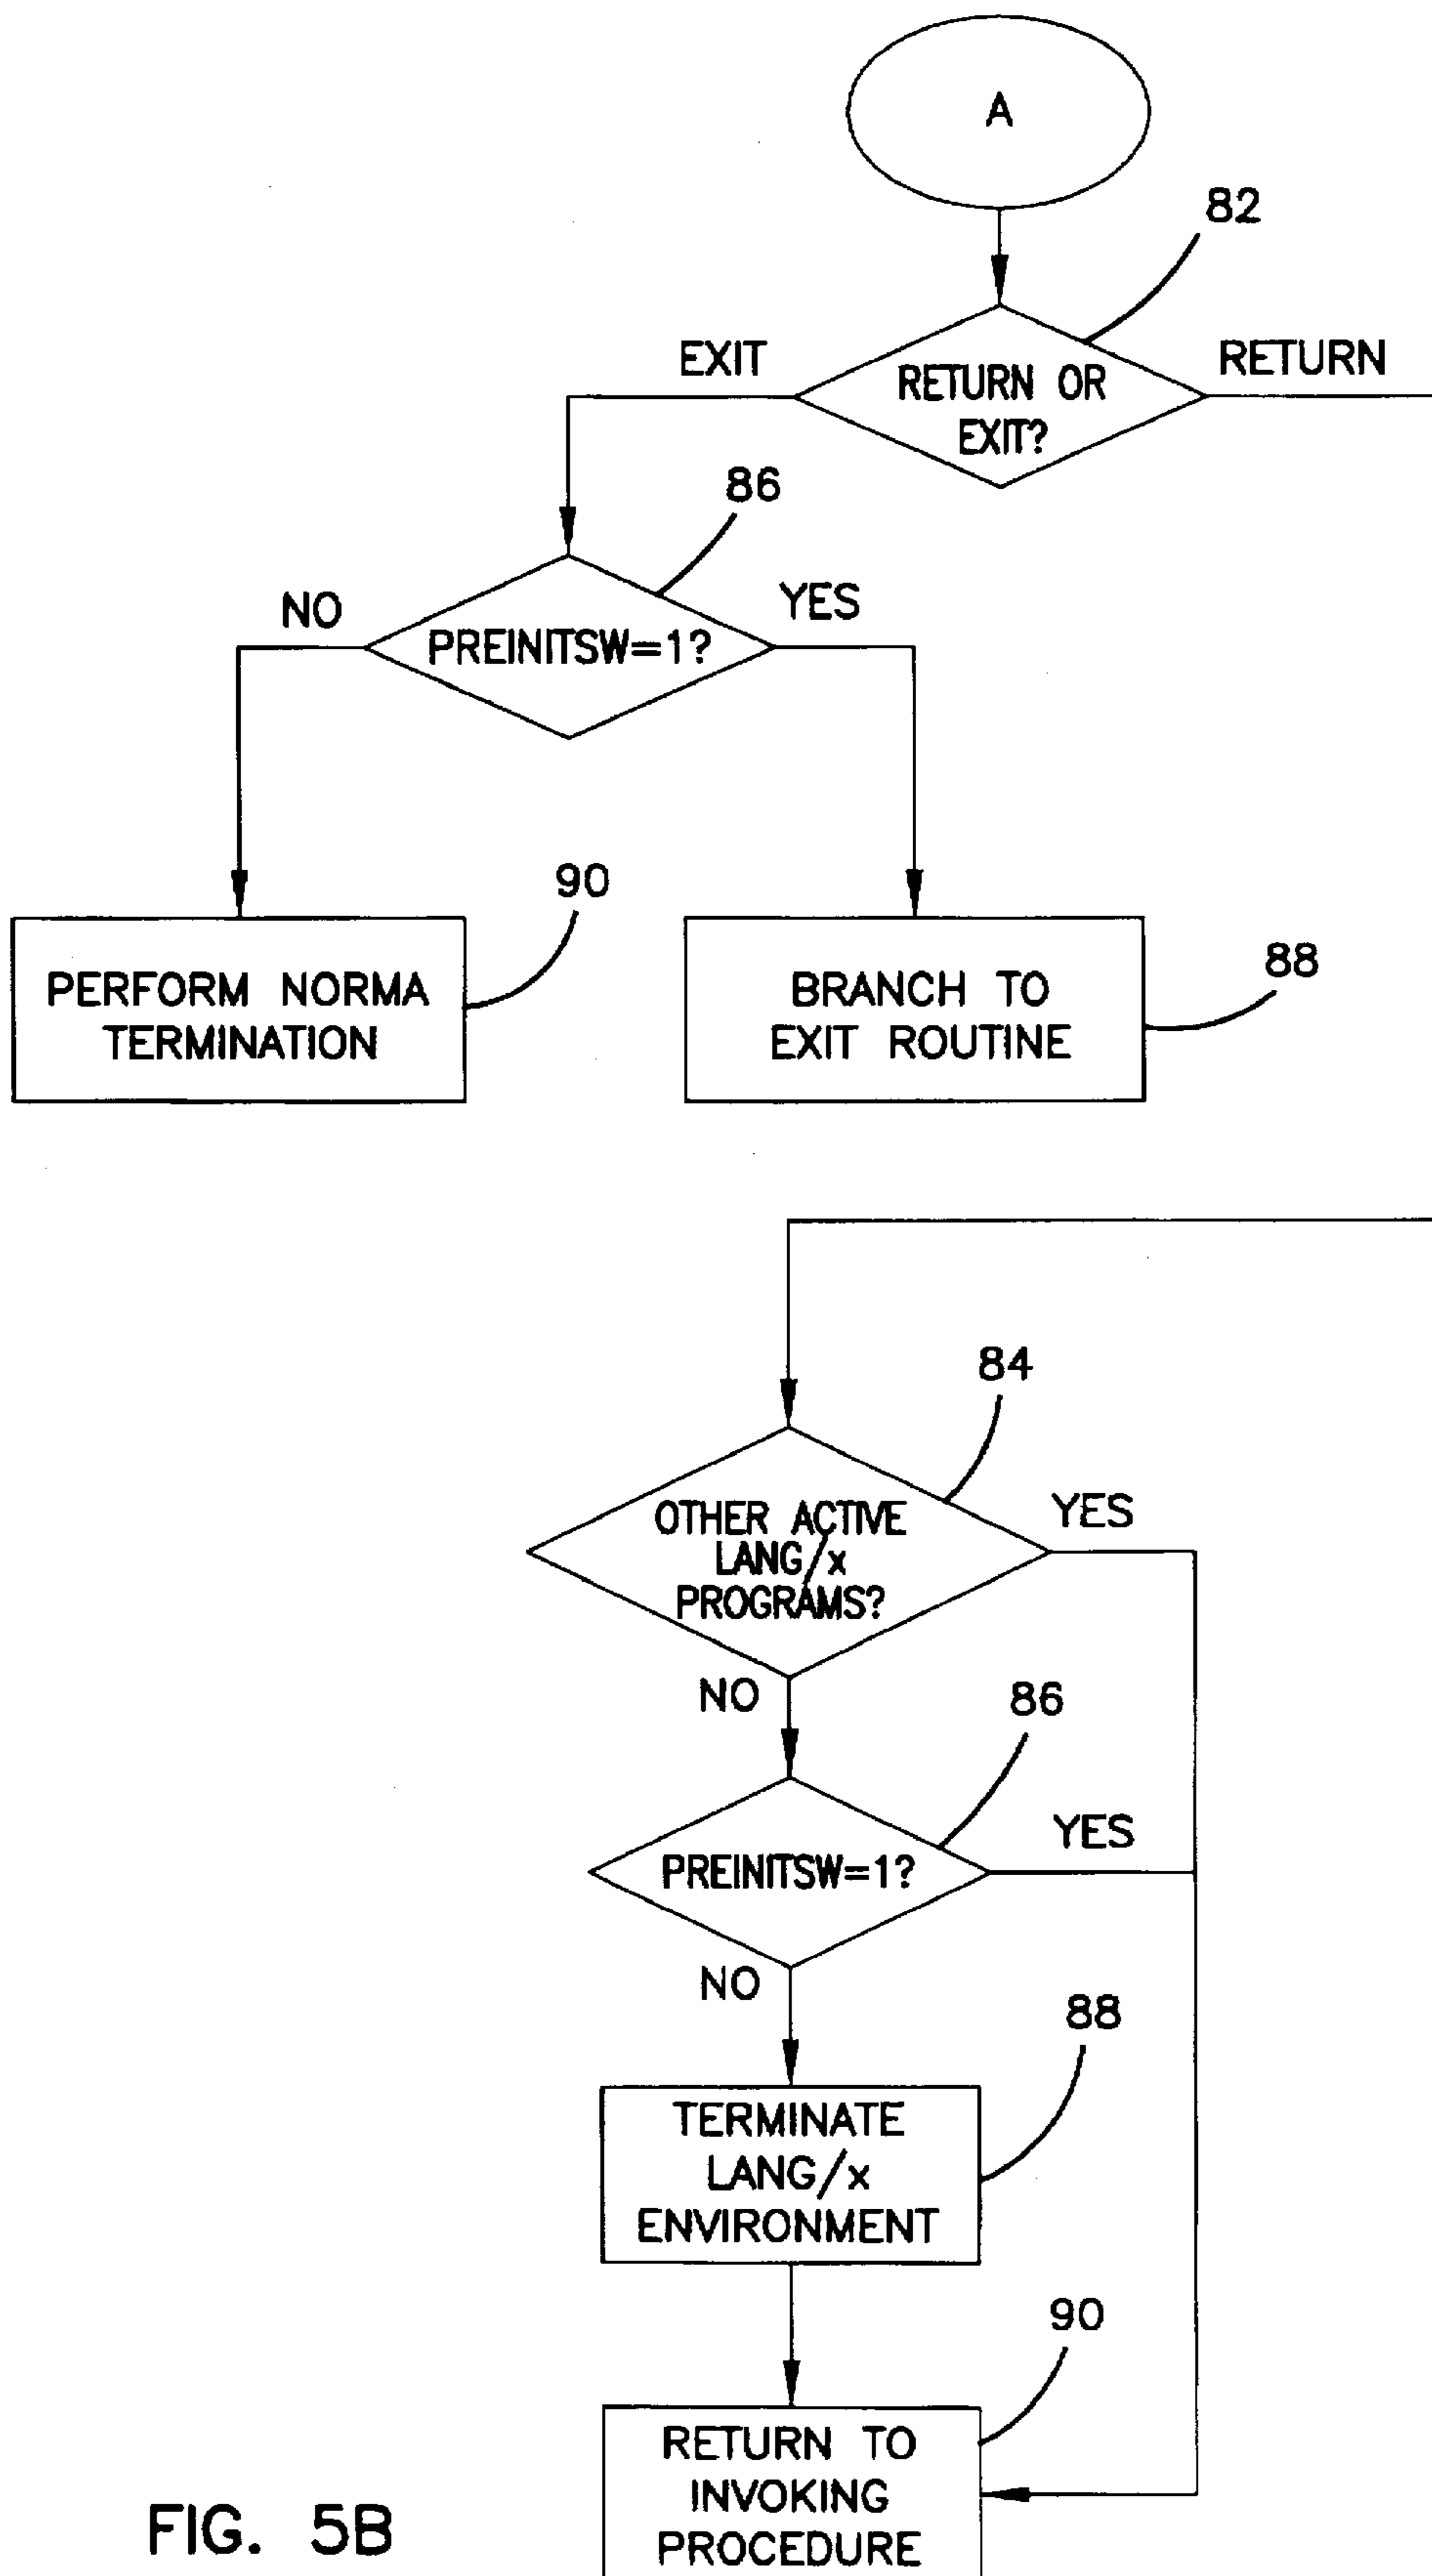 A
82
EXIT
RETURN
RETURN OR
EXIT?
86
NO
YES
PREINITSW=1?
90
PERFORM NORMA
TERMINATION
88
BRANCH TO
EXIT ROUTINE
84
OTHER ACTIVE
LANG/x
PROGRAMS?
YES
NO
86
PREINITSW=1?
YES
NO
88
TERMINATE
LANG/x
ENVIRONMENT
90
RETURN TO
INVOKING
PROCEDURE
FIG. 5B